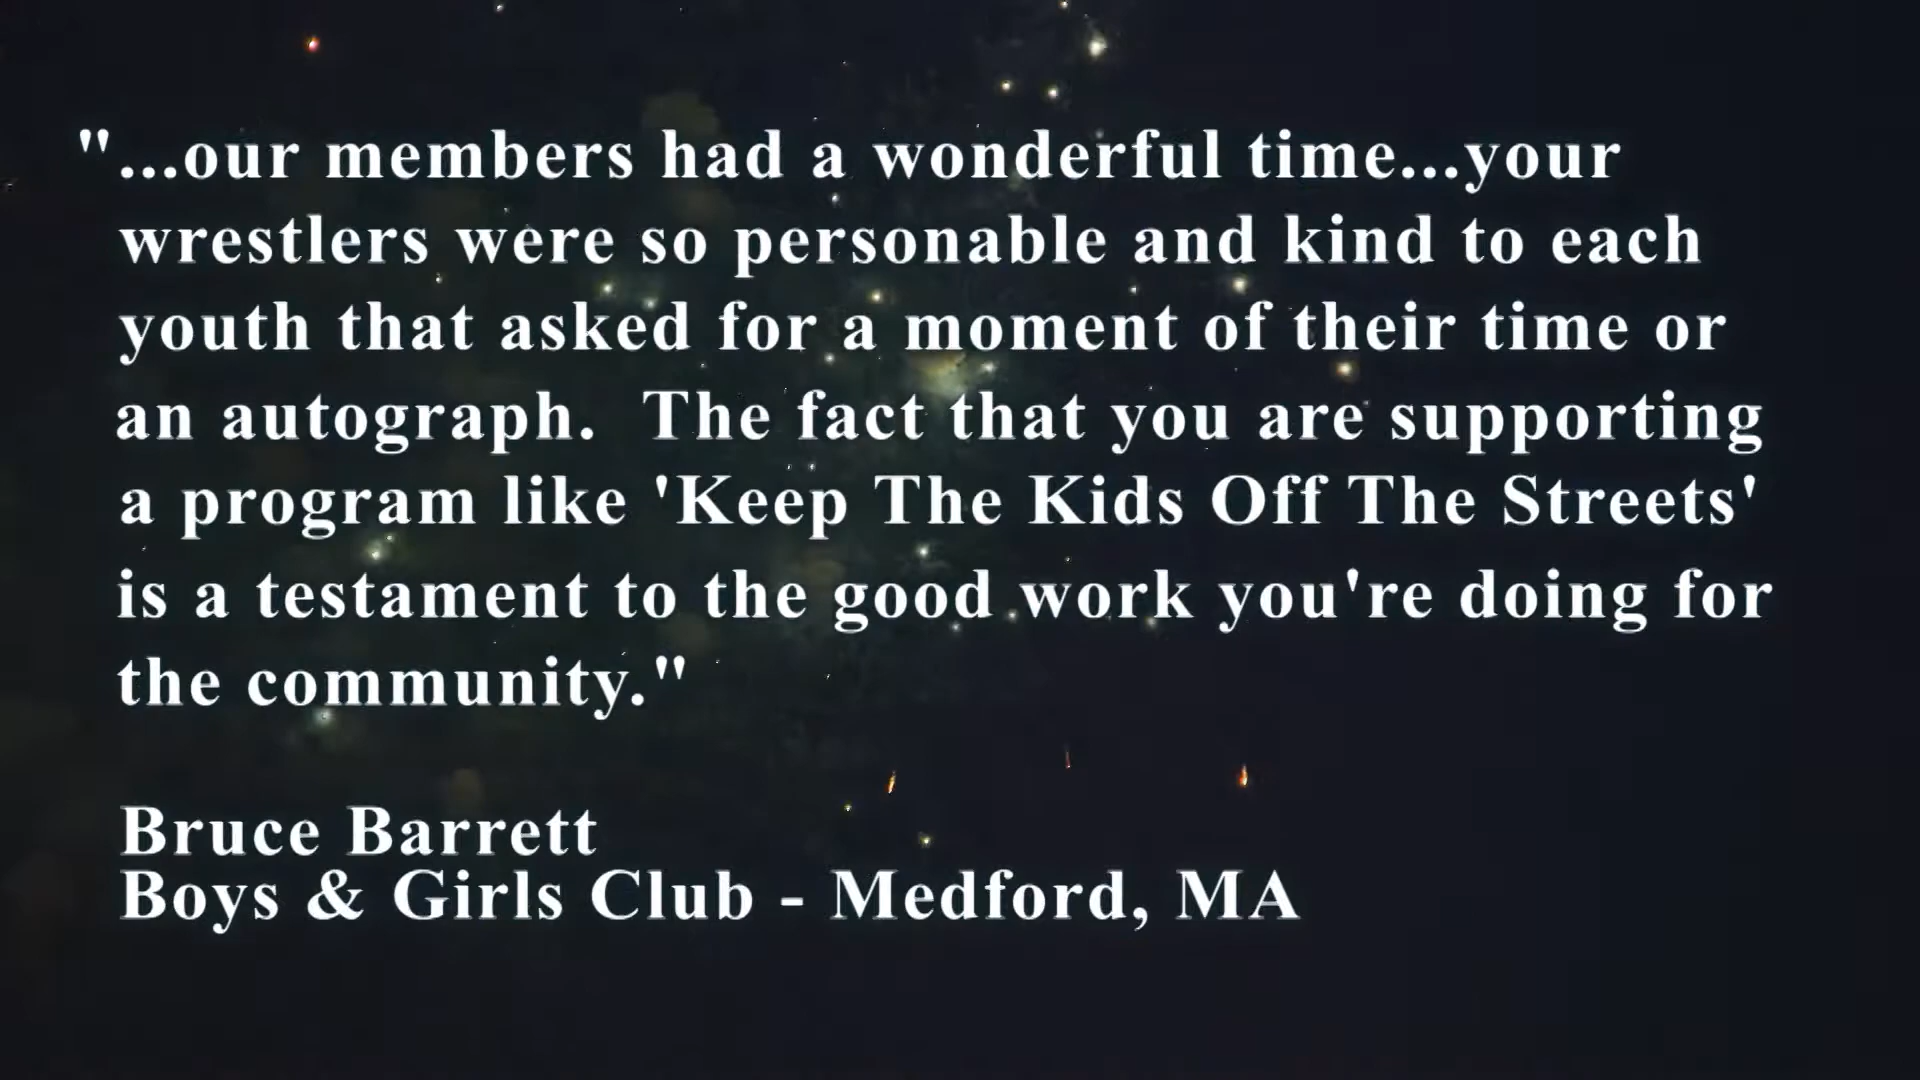 "...our members had a wonderful time...your
wrestlers were so personable and kind to each
youth that asked for a moment of their time or
an autograph.  The fact that you are supporting
a program like 'Keep The Kids Off The Streets'
is a testament to the good work you're doing for
the community."
Bruce Barrett
Boys & Girls Club - Medford, MA